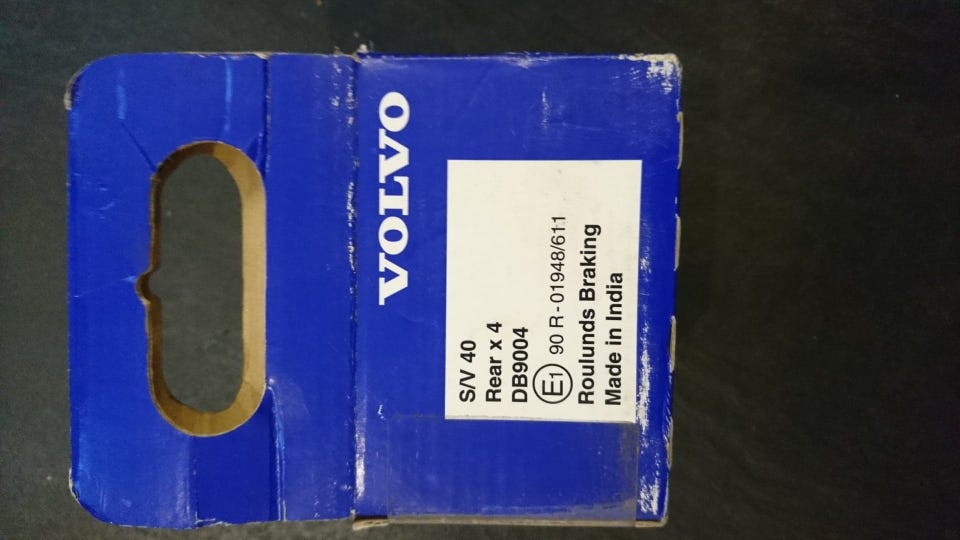 VOLVO
S/V 40
Rear x 4
DB9004
E1 90 R - 01948/611
Roulunds Braking
Made in India